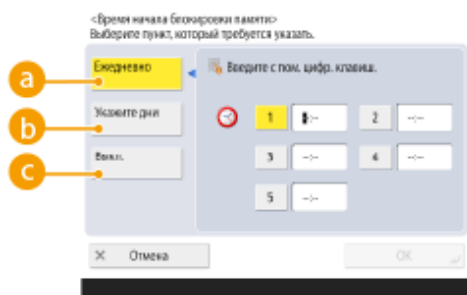 <Время начала блокировки памяти>
Выберите пункт, который требуется указать.
a
Ежедневно
Введите с пом. цифр. клавиш.
b
Укажите дни
1 -:-- 2 --:--
c
Выкл.
3 --:-- 4 --:--
5 --:--
× Отмена
OK